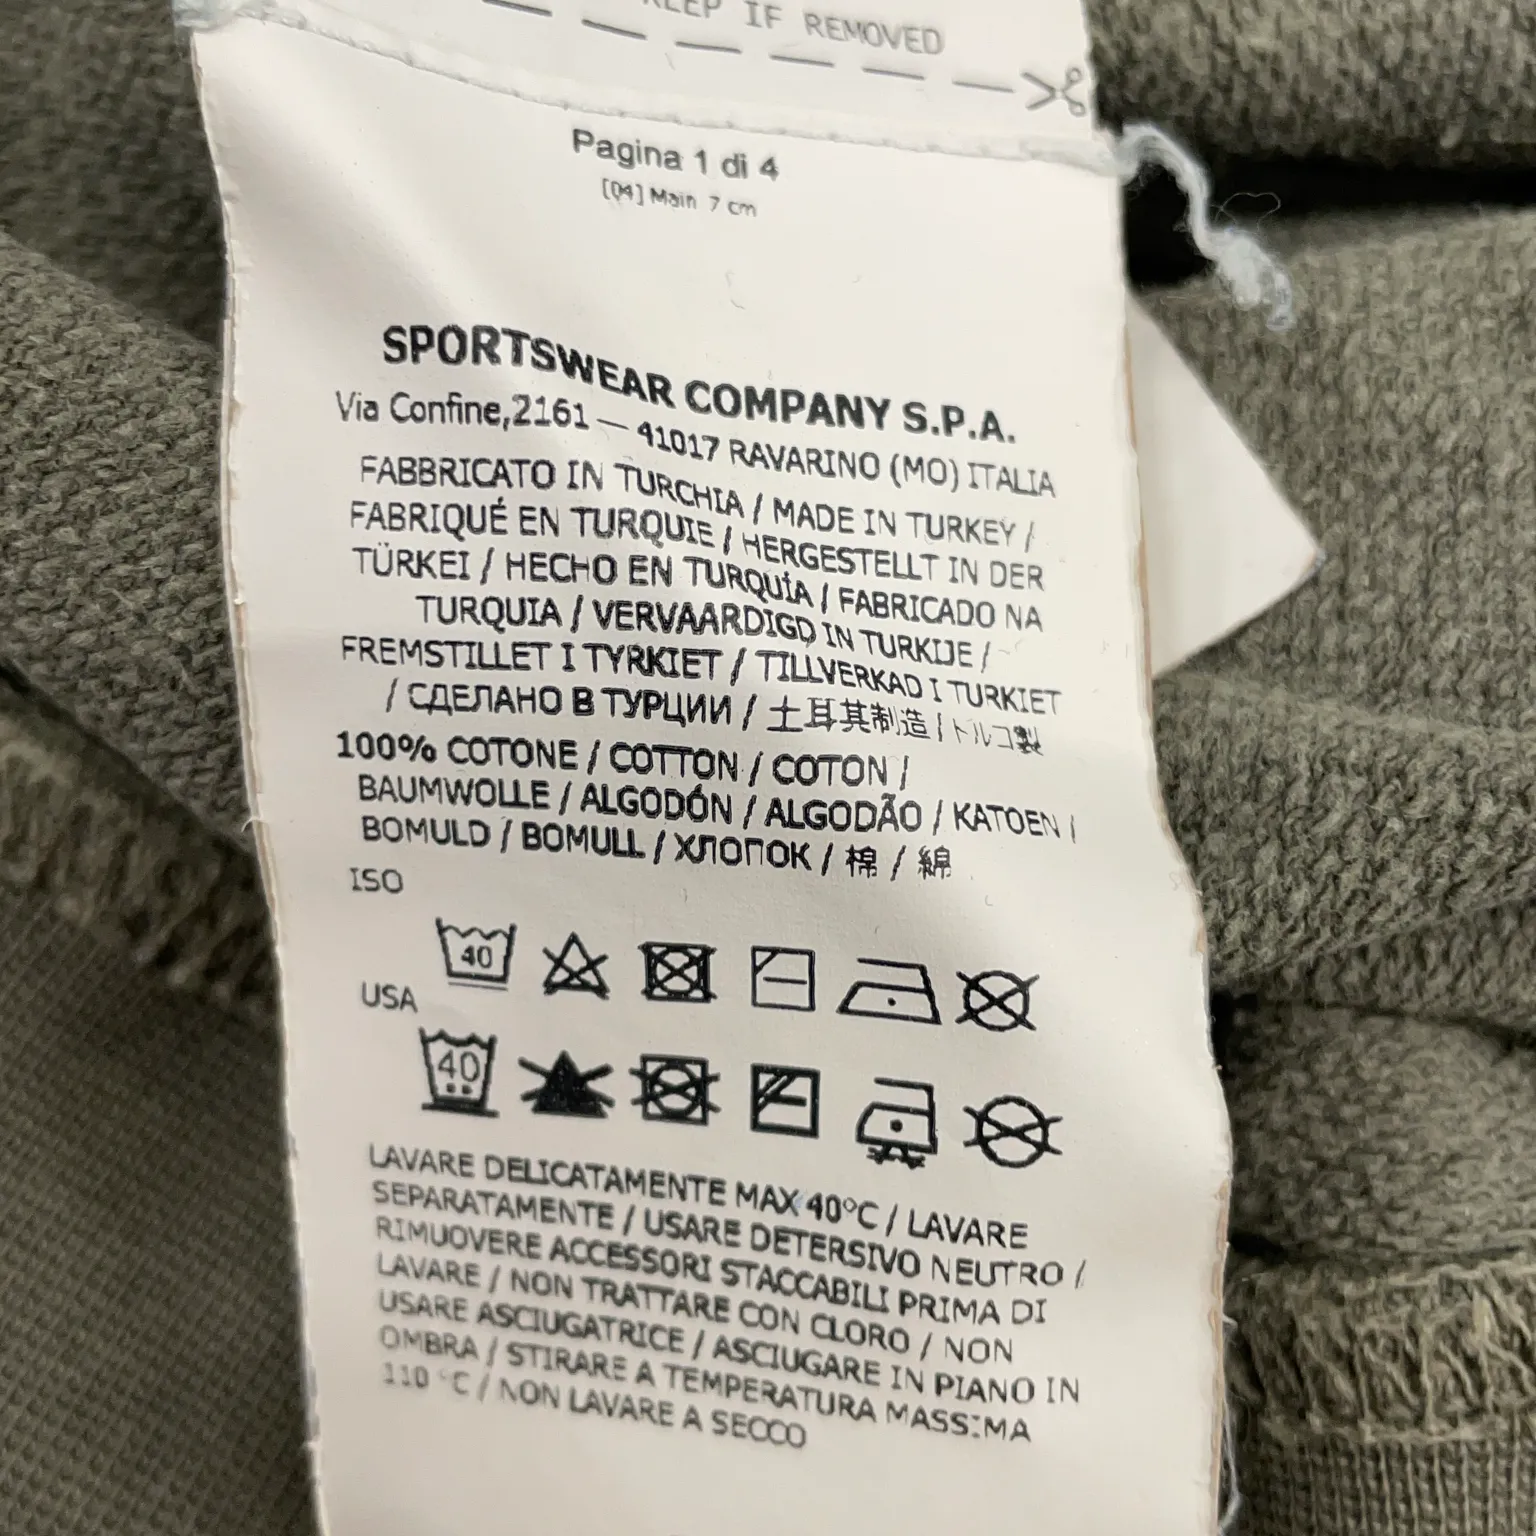 KEEP IF REMOVED
Pagina 1 di 4
[04] Main 7 cm
SPORTSWEAR COMPANY S.P.A.
Via Confine,2161 — 41017 RAVARINO (MO) ITALIA
FABBRICATO IN TURCHIA / MADE IN TURKEY /
FABRIQUÉ EN TURQUIE / HERGESTELLT IN DER
TÜRKEI / HECHO EN TURQUÍA / FABRICADO NA
TURQUIA / VERVAARDIGD IN TURKIJE /
FREMSTILLET I TYRKIET / TILLVERKAD I TURKIET
/ СДЕЛАНО В ТУРЦИИ / 土耳其制造 / トルコ製
100% COTONE / COTTON / COTON /
BAUMWOLLE / ALGODÓN / ALGODÃO / KATOEN /
BOMULD / BOMULL / ХЛОПОК / 棉 / 綿
ISO
40
USA
40
LAVARE DELICATAMENTE MAX 40°C / LAVARE
SEPARATAMENTE / USARE DETERSIVO NEUTRO /
RIMUOVERE ACCESSORI STACCABILI PRIMA DI
LAVARE / NON TRATTARE CON CLORO / NON
USARE ASCIUGATRICE / ASCIUGARE IN PIANO IN
OMBRA / STIRARE A TEMPERATURA MASSIMA
110 °C / NON LAVARE A SECCO